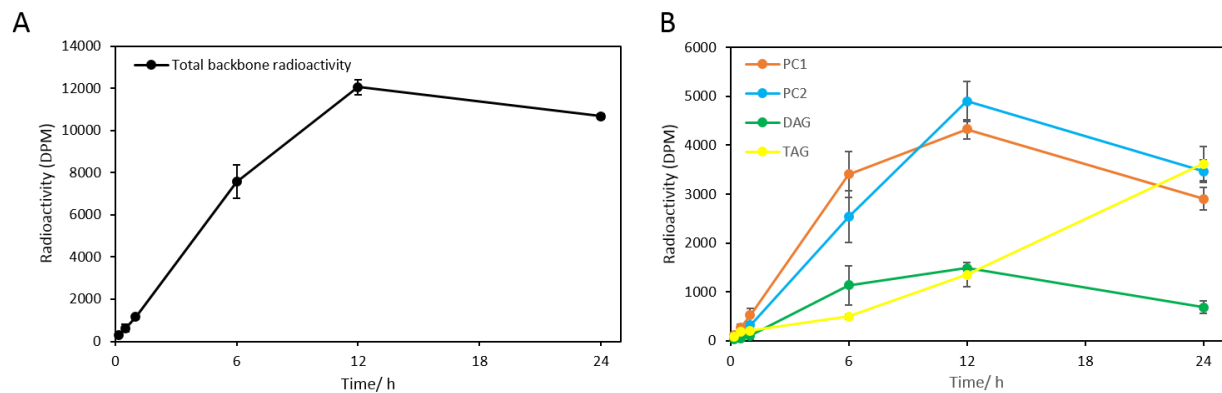 A
14000
12000
10000
8000
6000
4000
2000
0
Radioactivity (DPM)
Total backbone radioactivity
0 6 12 18 24
Time/ h
B
6000
5000
4000
3000
2000
1000
0
Radioactivity (DPM)
PC1
PC2
DAG
TAG
0 6 12 18 24
Time/ h